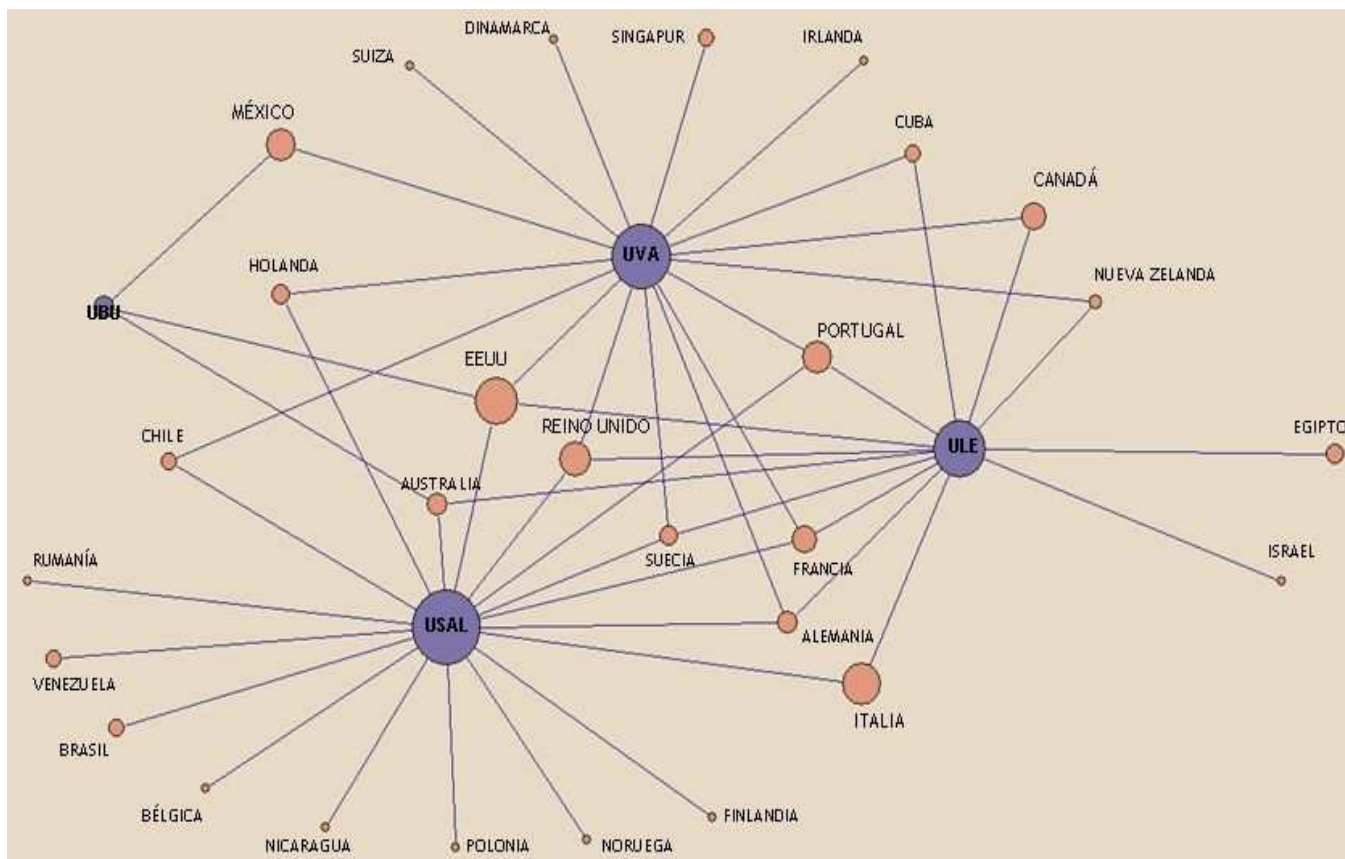 DINAMARCA
SINGAPUR
IRLANDA
SUIZA
MÉXICO
CUBA
CANADÁ
UVA
HOLANDA
NUEVA ZELANDA
UBU
PORTUGAL
EEUU
REINO UNIDO
CHILE
EGIPTO
ULE
AUSTRALIA
RUMANÍA
SUECIA
FRANCIA
ISRAEL
USAL
ALEMANIA
VENEZUELA
ITALIA
BRASIL
BÉLGICA
FINLANDIA
NICARAGUA
POLONIA
NORUEGA